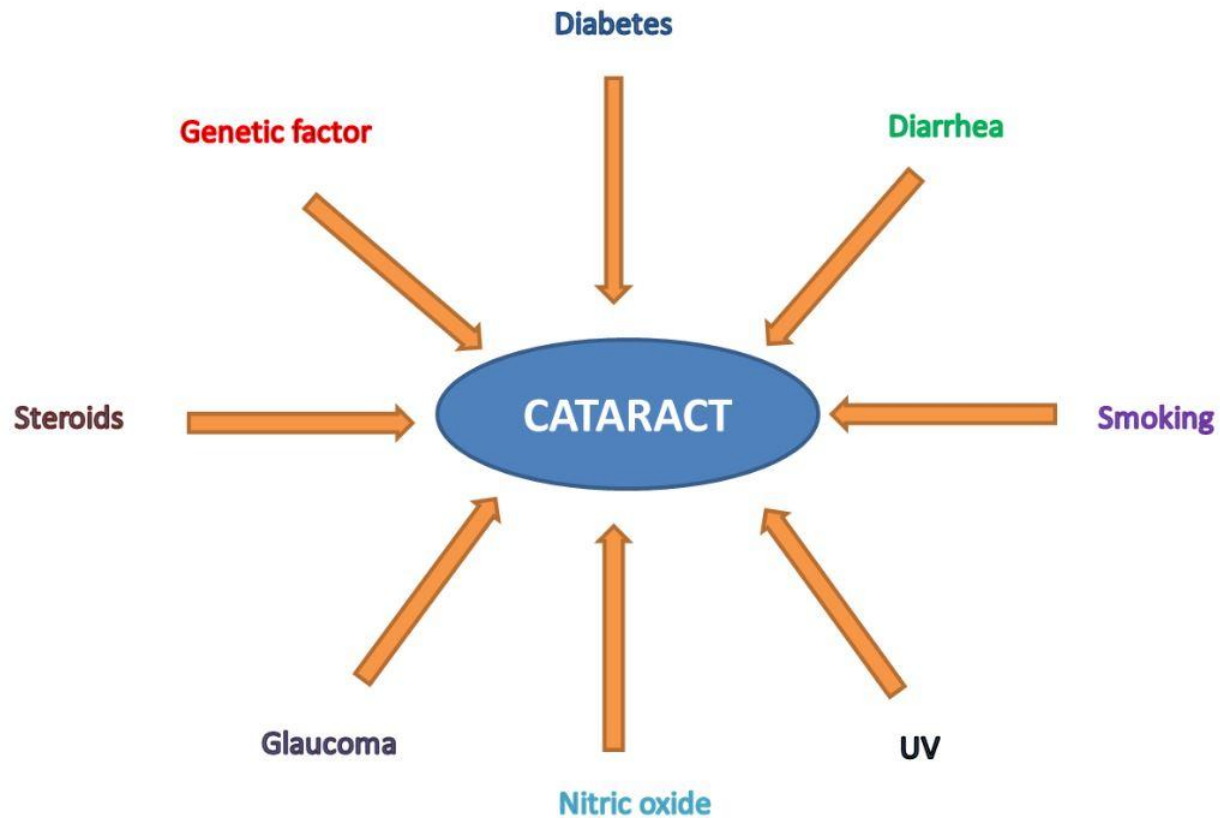 Diabetes
Genetic factor
Diarrhea
Steroids
CATARACT
Smoking
Glaucoma
UV
Nitric oxide